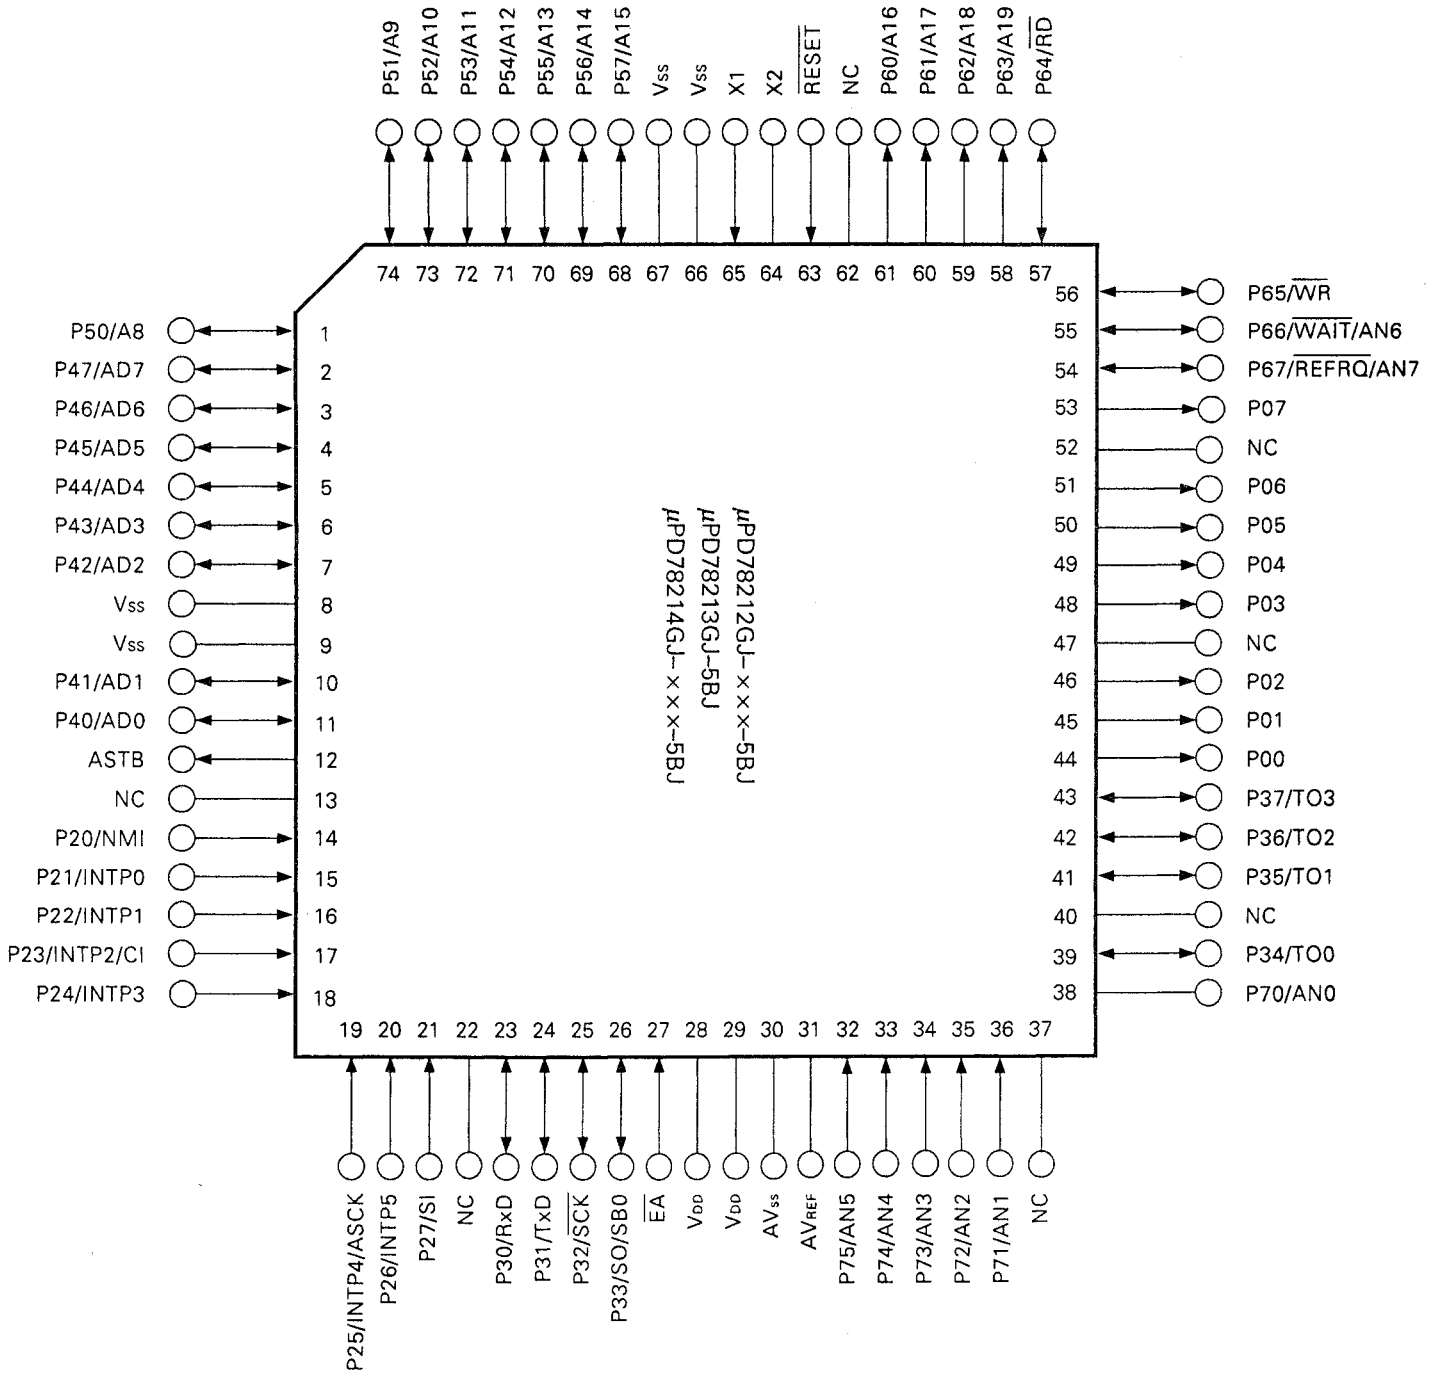 P51/A9
P52/A10
P53/A11
P54/A12
P55/A13
P56/A14
P57/A15
Vss
Vss
X1
X2
RESET
NC
P60/A16
P61/A17
P62/A18
P63/A19
P64/RD
74 73 72 71 70 69 68 67 66 65 64 63 62 61 60 59 58 57
P50/A8 1
P47/AD7 2
P46/AD6 3
P45/AD5 4
P44/AD4 5
P43/AD3 6
P42/AD2 7
Vss 8
Vss 9
P41/AD1 10
P40/AD0 11
ASTB 12
NC 13
P20/NMI 14
P21/INTP0 15
P22/INTP1 16
P23/INTP2/CI 17
P24/INTP3 18
μPD78212GJ-×××-5BJ
μPD78213GJ-5BJ
μPD78214GJ-×××-5BJ
56 P65/WR
55 P66/WAIT/AN6
54 P67/REFRQ/AN7
53 P07
52 NC
51 P06
50 P05
49 P04
48 P03
47 NC
46 P02
45 P01
44 P00
43 P37/TO3
42 P36/TO2
41 P35/TO1
40 NC
39 P34/TO0
38 P70/AN0
19 20 21 22 23 24 25 26 27 28 29 30 31 32 33 34 35 36 37
P25/INTP4/ASCK
P26/INTP5
P27/SI
NC
P30/RxD
P31/TxD
P32/SCK
P33/SO/SB0
EA
VDD
VDD
AVss
AVREF
P75/AN5
P74/AN4
P73/AN3
P72/AN2
P71/AN1
NC